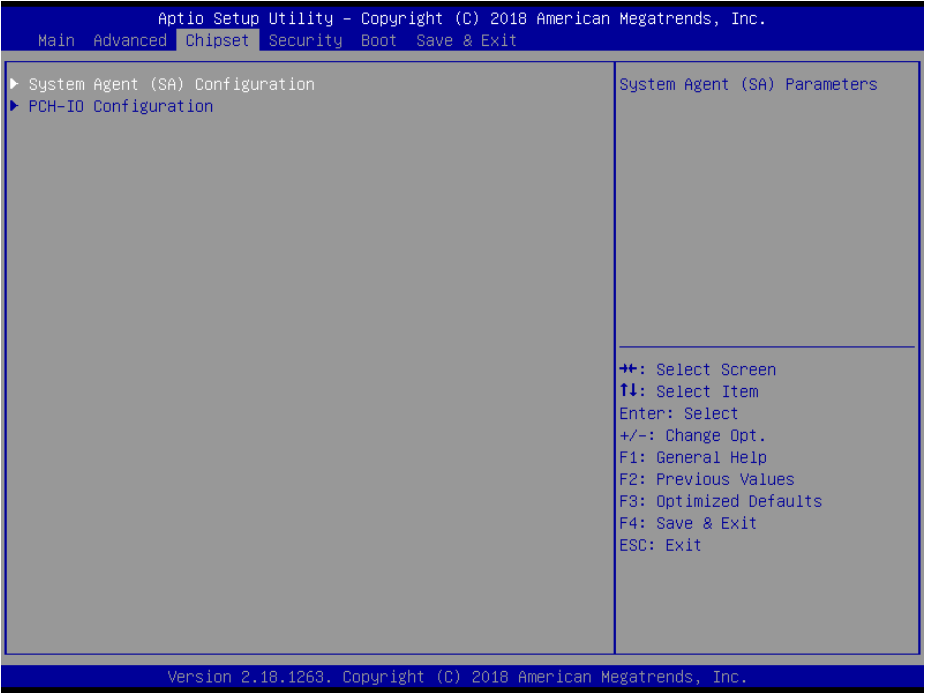 Aptio Setup Utility – Copyright (C) 2018 American Megatrends, Inc.
Main Advanced Chipset Security Boot Save & Exit
System Agent (SA) Configuration
PCH-IO Configuration
System Agent (SA) Parameters
→←: Select Screen
↑↓: Select Item
Enter: Select
+/-: Change Opt.
F1: General Help
F2: Previous Values
F3: Optimized Defaults
F4: Save & Exit
ESC: Exit
Version 2.18.1263. Copyright (C) 2018 American Megatrends, Inc.